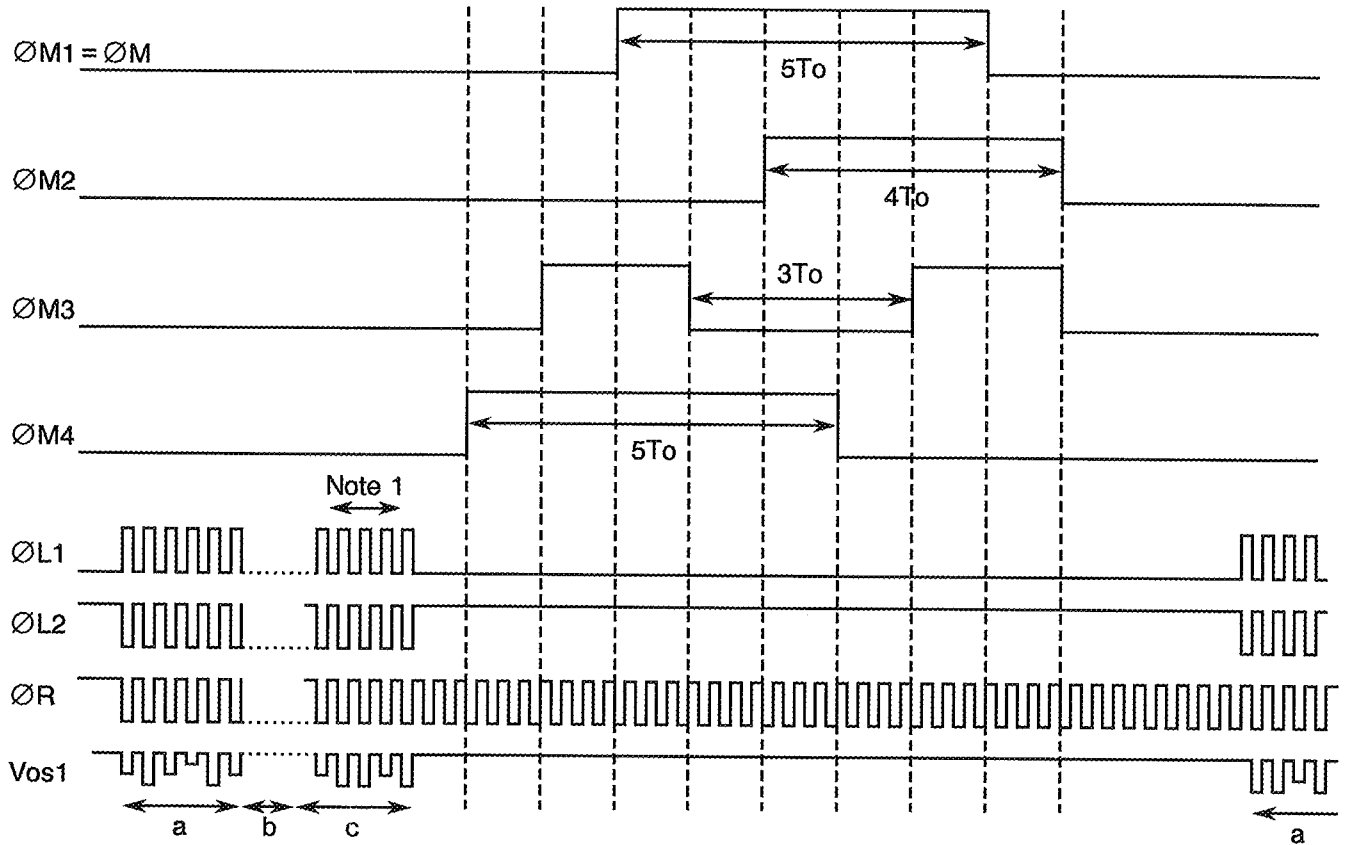 ØM1 = ØM
5To
ØM2
4To
ØM3
3To
ØM4
5To
Note 1
ØL1
ØL2
ØR
Vos1
a
b
c
a